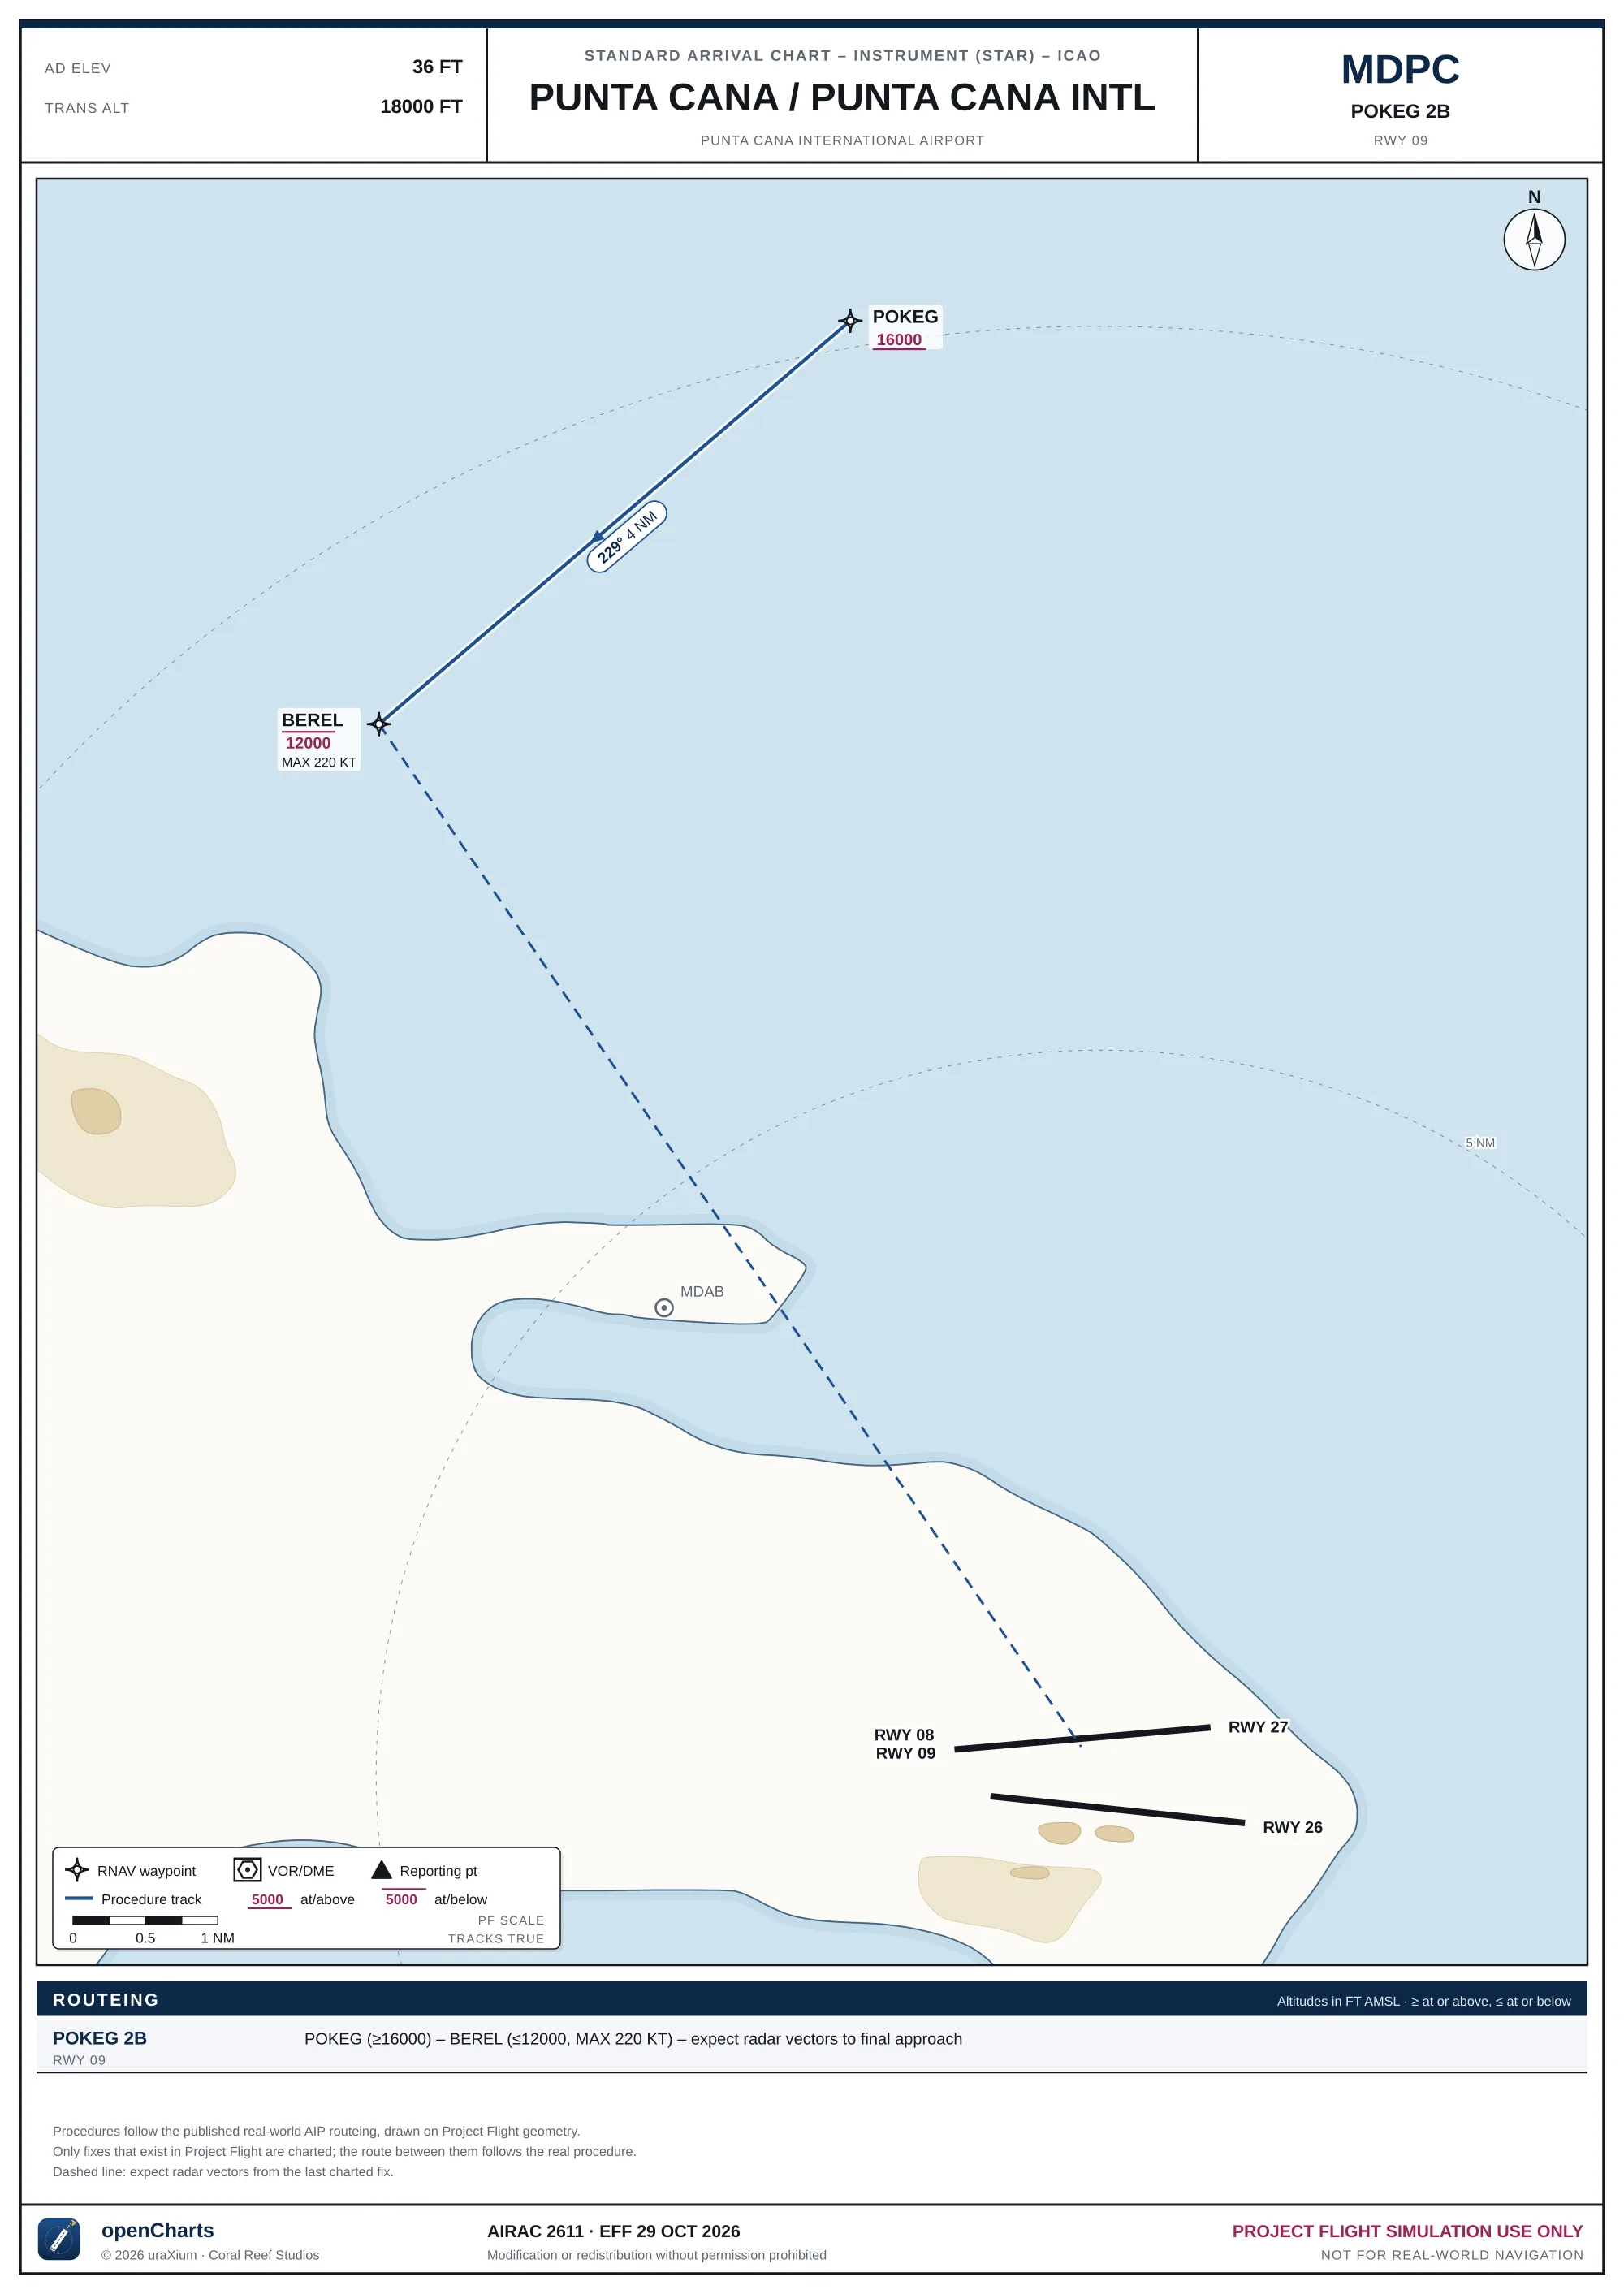 AD ELEV 36 FT
TRANS ALT 18000 FT
STANDARD ARRIVAL CHART – INSTRUMENT (STAR) – ICAO
PUNTA CANA / PUNTA CANA INTL
PUNTA CANA INTERNATIONAL AIRPORT
MDPC
POKEG 2B
RWY 09
N
POKEG
16000
229° 4 NM
BEREL
12000
MAX 220 KT
5 NM
MDAB
RWY 08
RWY 09
RWY 27
RWY 26
RNAV waypoint VOR/DME Reporting pt
Procedure track 5000 at/above 5000 at/below
PF SCALE
0 0.5 1 NM TRACKS TRUE
ROUTEING Altitudes in FT AMSL · ≥ at or above, ≤ at or below
POKEG 2B POKEG (≥16000) – BEREL (≤12000, MAX 220 KT) – expect radar vectors to final approach
RWY 09
Procedures follow the published real-world AIP routeing, drawn on Project Flight geometry.
Only fixes that exist in Project Flight are charted; the route between them follows the real procedure.
Dashed line: expect radar vectors from the last charted fix.
openCharts AIRAC 2611 · EFF 29 OCT 2026 PROJECT FLIGHT SIMULATION USE ONLY
© 2026 uraXium · Coral Reef Studios Modification or redistribution without permission prohibited NOT FOR REAL-WORLD NAVIGATION